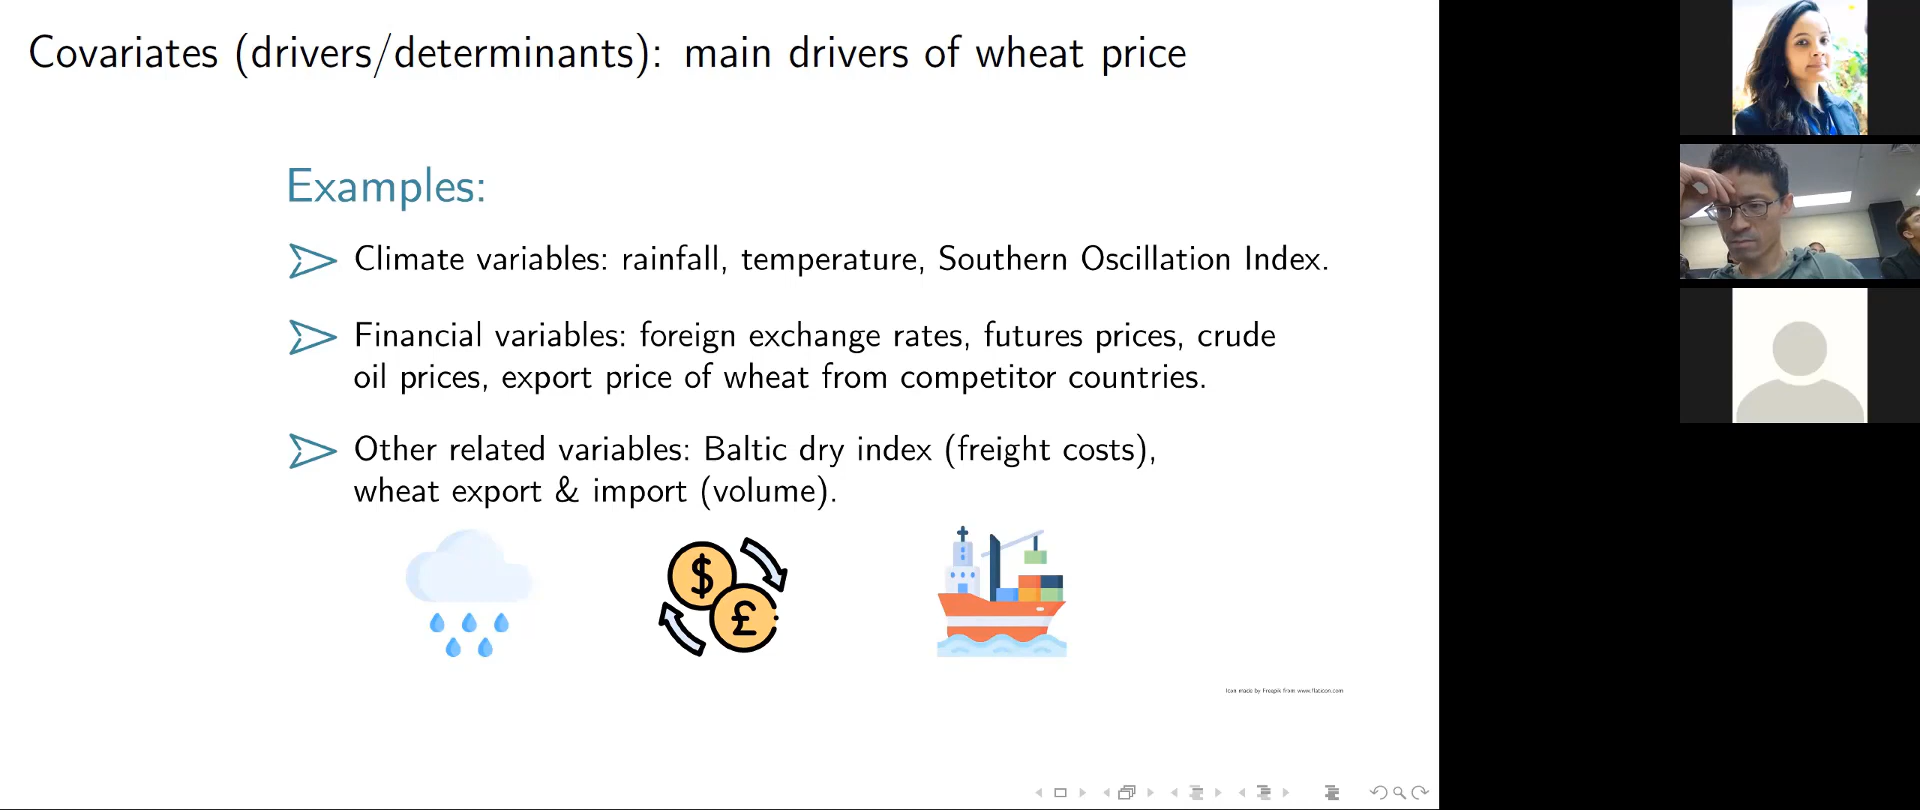 Covariates (drivers/determinants): main drivers of wheat price
Examples:
Climate variables: rainfall, temperature, Southern Oscillation Index.
Financial variables: foreign exchange rates, futures prices, crude
oil prices, export price of wheat from competitor countries.
Other related variables: Baltic dry index (freight costs),
wheat export & import (volume).
$
£
Icon made by Freepik from www.flaticon.com